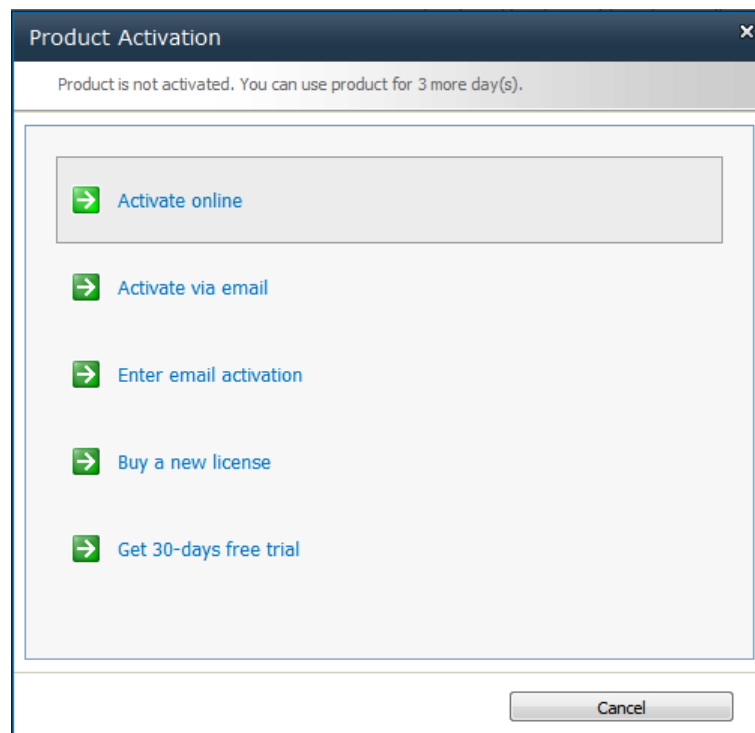 Product Activation
Product is not activated. You can use product for 3 more day(s).
Activate online
Activate via email
Enter email activation
Buy a new license
Get 30-days free trial
Cancel